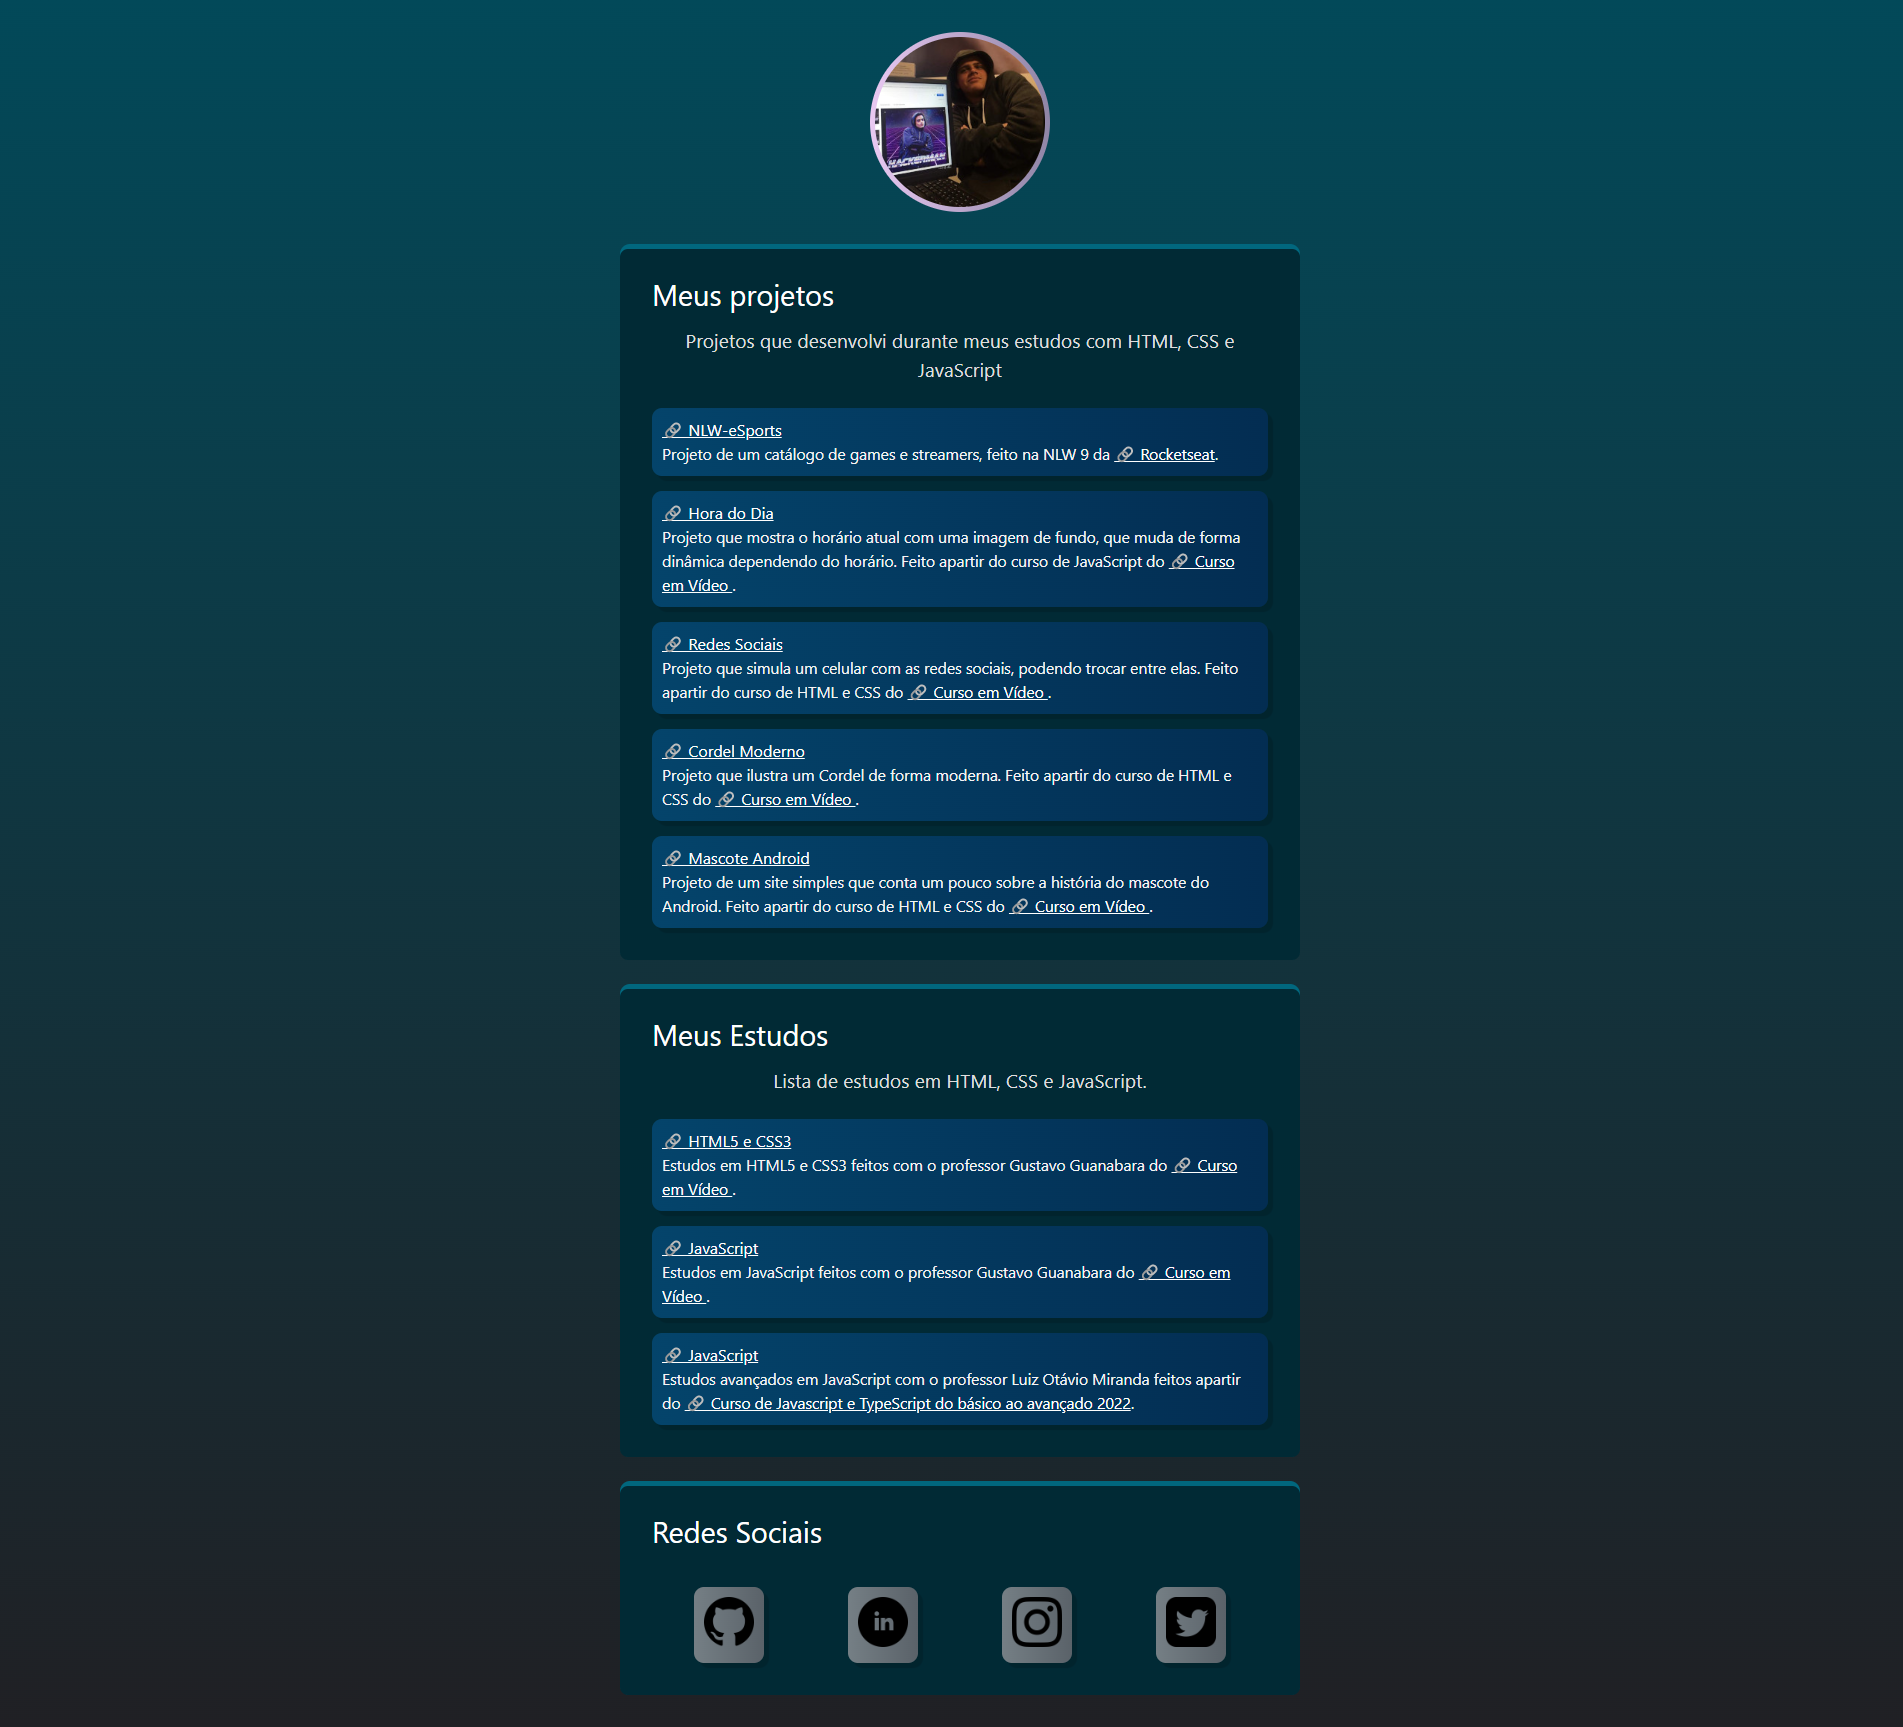 HACKERMAN
Meus projetos
Projetos que desenvolvi durante meus estudos com HTML, CSS e
JavaScript
NLW-eSports
Projeto de um catálogo de games e streamers, feito na NLW 9 da Rocketseat.
Hora do Dia
Projeto que mostra o horário atual com uma imagem de fundo, que muda de forma
dinâmica dependendo do horário. Feito apartir do curso de JavaScript do Curso
em Vídeo .
Redes Sociais
Projeto que simula um celular com as redes sociais, podendo trocar entre elas. Feito
apartir do curso de HTML e CSS do Curso em Vídeo .
Cordel Moderno
Projeto que ilustra um Cordel de forma moderna. Feito apartir do curso de HTML e
CSS do Curso em Vídeo .
Mascote Android
Projeto de um site simples que conta um pouco sobre a história do mascote do
Android. Feito apartir do curso de HTML e CSS do Curso em Vídeo .
Meus Estudos
Lista de estudos em HTML, CSS e JavaScript.
HTML5 e CSS3
Estudos em HTML5 e CSS3 feitos com o professor Gustavo Guanabara do Curso
em Vídeo .
JavaScript
Estudos em JavaScript feitos com o professor Gustavo Guanabara do Curso em
Vídeo .
JavaScript
Estudos avançados em JavaScript com o professor Luiz Otávio Miranda feitos apartir
do Curso de Javascript e TypeScript do básico ao avançado 2022.
Redes Sociais
in